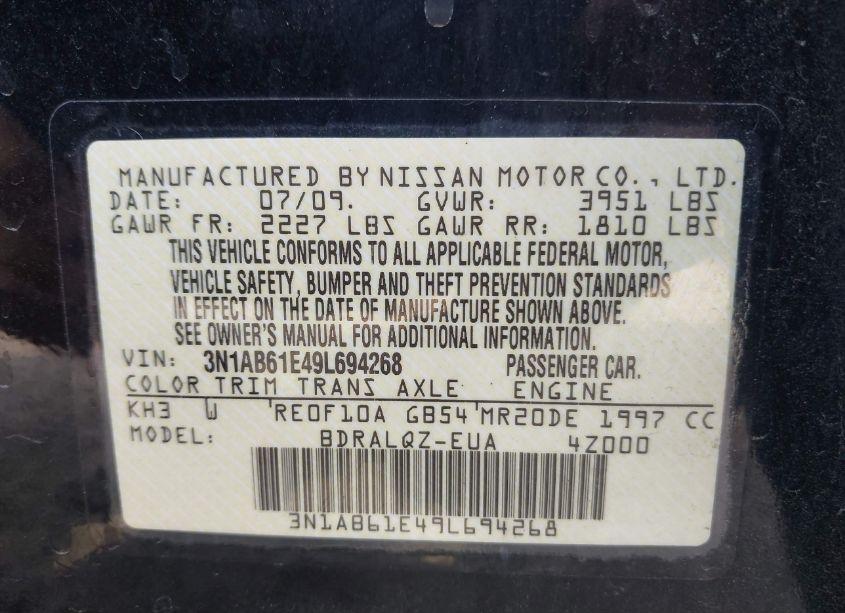 MANUFACTURED BY NISSAN MOTOR CO., LTD.
DATE: 07/09. GVWR: 3951 LBS
GAWR FR: 2227 LBS GAWR RR: 1810 LBS
THIS VEHICLE CONFORMS TO ALL APPLICABLE FEDERAL MOTOR,
VEHICLE SAFETY, BUMPER AND THEFT PREVENTION STANDARDS
IN EFFECT ON THE DATE OF MANUFACTURE SHOWN ABOVE.
SEE OWNER'S MANUAL FOR ADDITIONAL INFORMATION.
VIN: 3N1AB61E49L694268 PASSENGER CAR.
COLOR TRIM TRANS AXLE ENGINE
KH3 W RE0F10A GB54 MR20DE 1997 CC
MODEL: BDRALQZ-EUA 4Z000
3N1AB61E49L694268